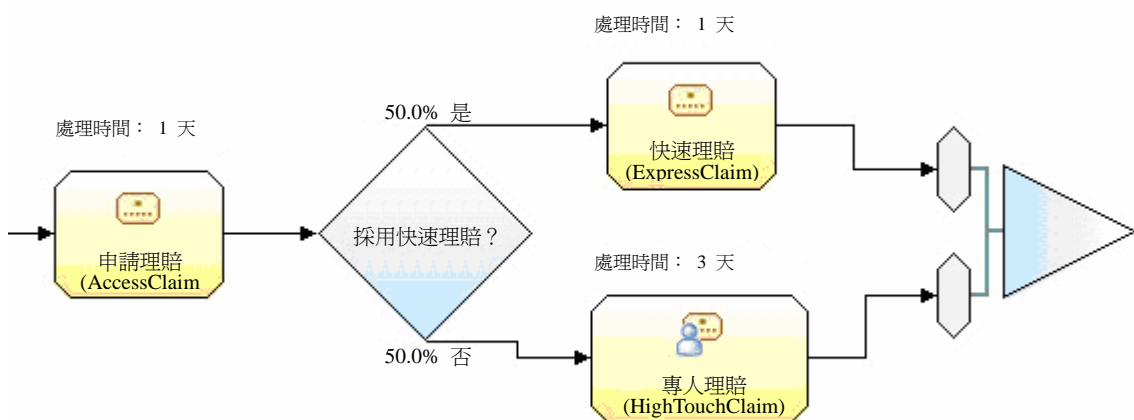 處理時間： 1 天
50.0% 是
處理時間： 1 天
快速理賠
(ExpressClaim)
申請理賠
(AccessClaim
採用快速理賠？
處理時間： 3 天
50.0% 否
專人理賠
(HighTouchClaim)